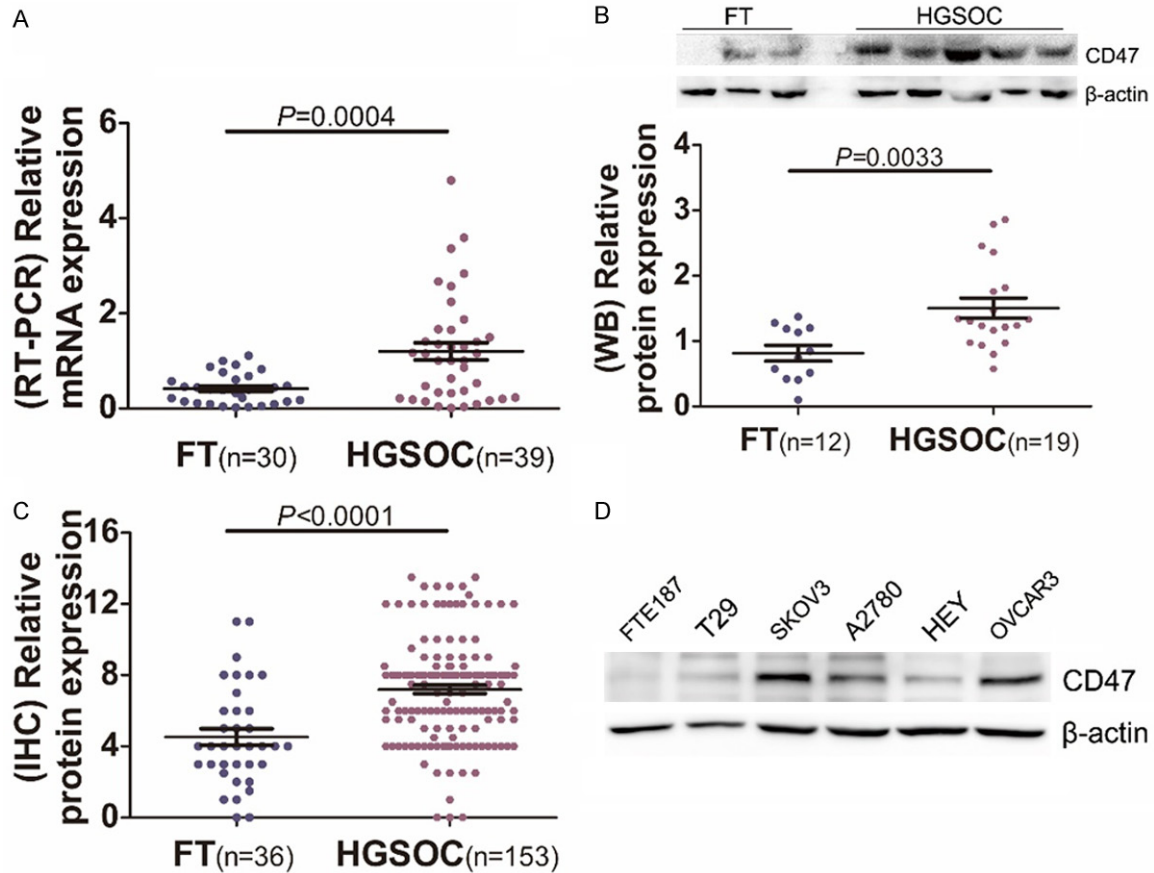 A
P=0.0004
(RT-PCR) Relative
mRNA expression
6
4
2
0
FT(n=30)
HGSOC(n=39)
B
FT
HGSOC
CD47
β-actin
P=0.0033
(WB) Relative
protein expression
4
3
2
1
0
FT(n=12)
HGSOC(n=19)
C
P<0.0001
(IHC) Relative
protein expression
16
12
8
4
0
FT(n=36)
HGSOC(n=153)
D
FTE187
T29
SKOV3
A2780
HEY
OVCAR3
CD47
β-actin